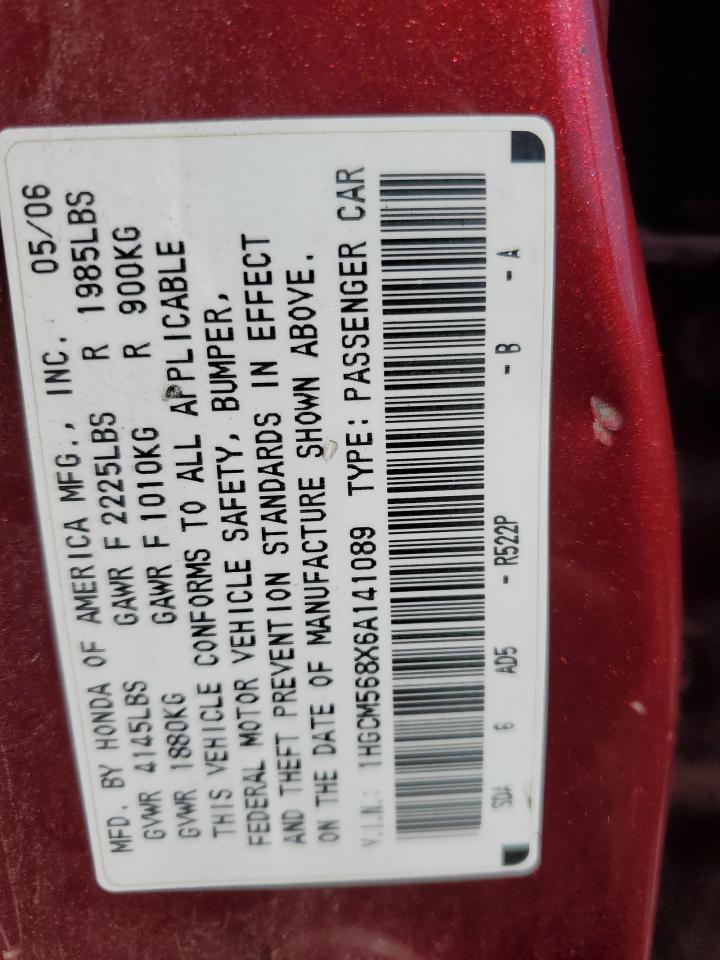 MFD. BY HONDA OF AMERICA MFG., INC. 05/06
GVWR 4145LBS GAWR F 2225LBS R 1985LBS
GVWR 1880KG GAWR F 1010KG R 900KG
THIS VEHICLE CONFORMS TO ALL APPLICABLE
FEDERAL MOTOR VEHICLE SAFETY, BUMPER,
AND THEFT PREVENTION STANDARDS IN EFFECT
ON THE DATE OF MANUFACTURE SHOWN ABOVE.
V.I.N.: 1HGCM568X6A141089 TYPE: PASSENGER CAR
SDA 6 AD5 - R522P - B - A